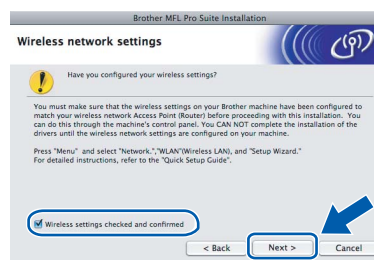 Brother MFL Pro Suite Installation
Wireless network settings
Have you configured your wireless settings?
You must make sure that the wireless settings on your Brother machine have been configured to
match your wireless network Access Point (Router) before proceeding with this installation. You
can do this through the machine's control panel. You CAN NOT complete the installation of the
drivers until the wireless network settings are configured on your machine.
Press "Menu" and select "Network.","WLAN"(Wireless LAN), and "Setup Wizard."
For detailed instructions, refer to the "Quick Setup Guide".
Wireless settings checked and confirmed
< Back Next > Cancel